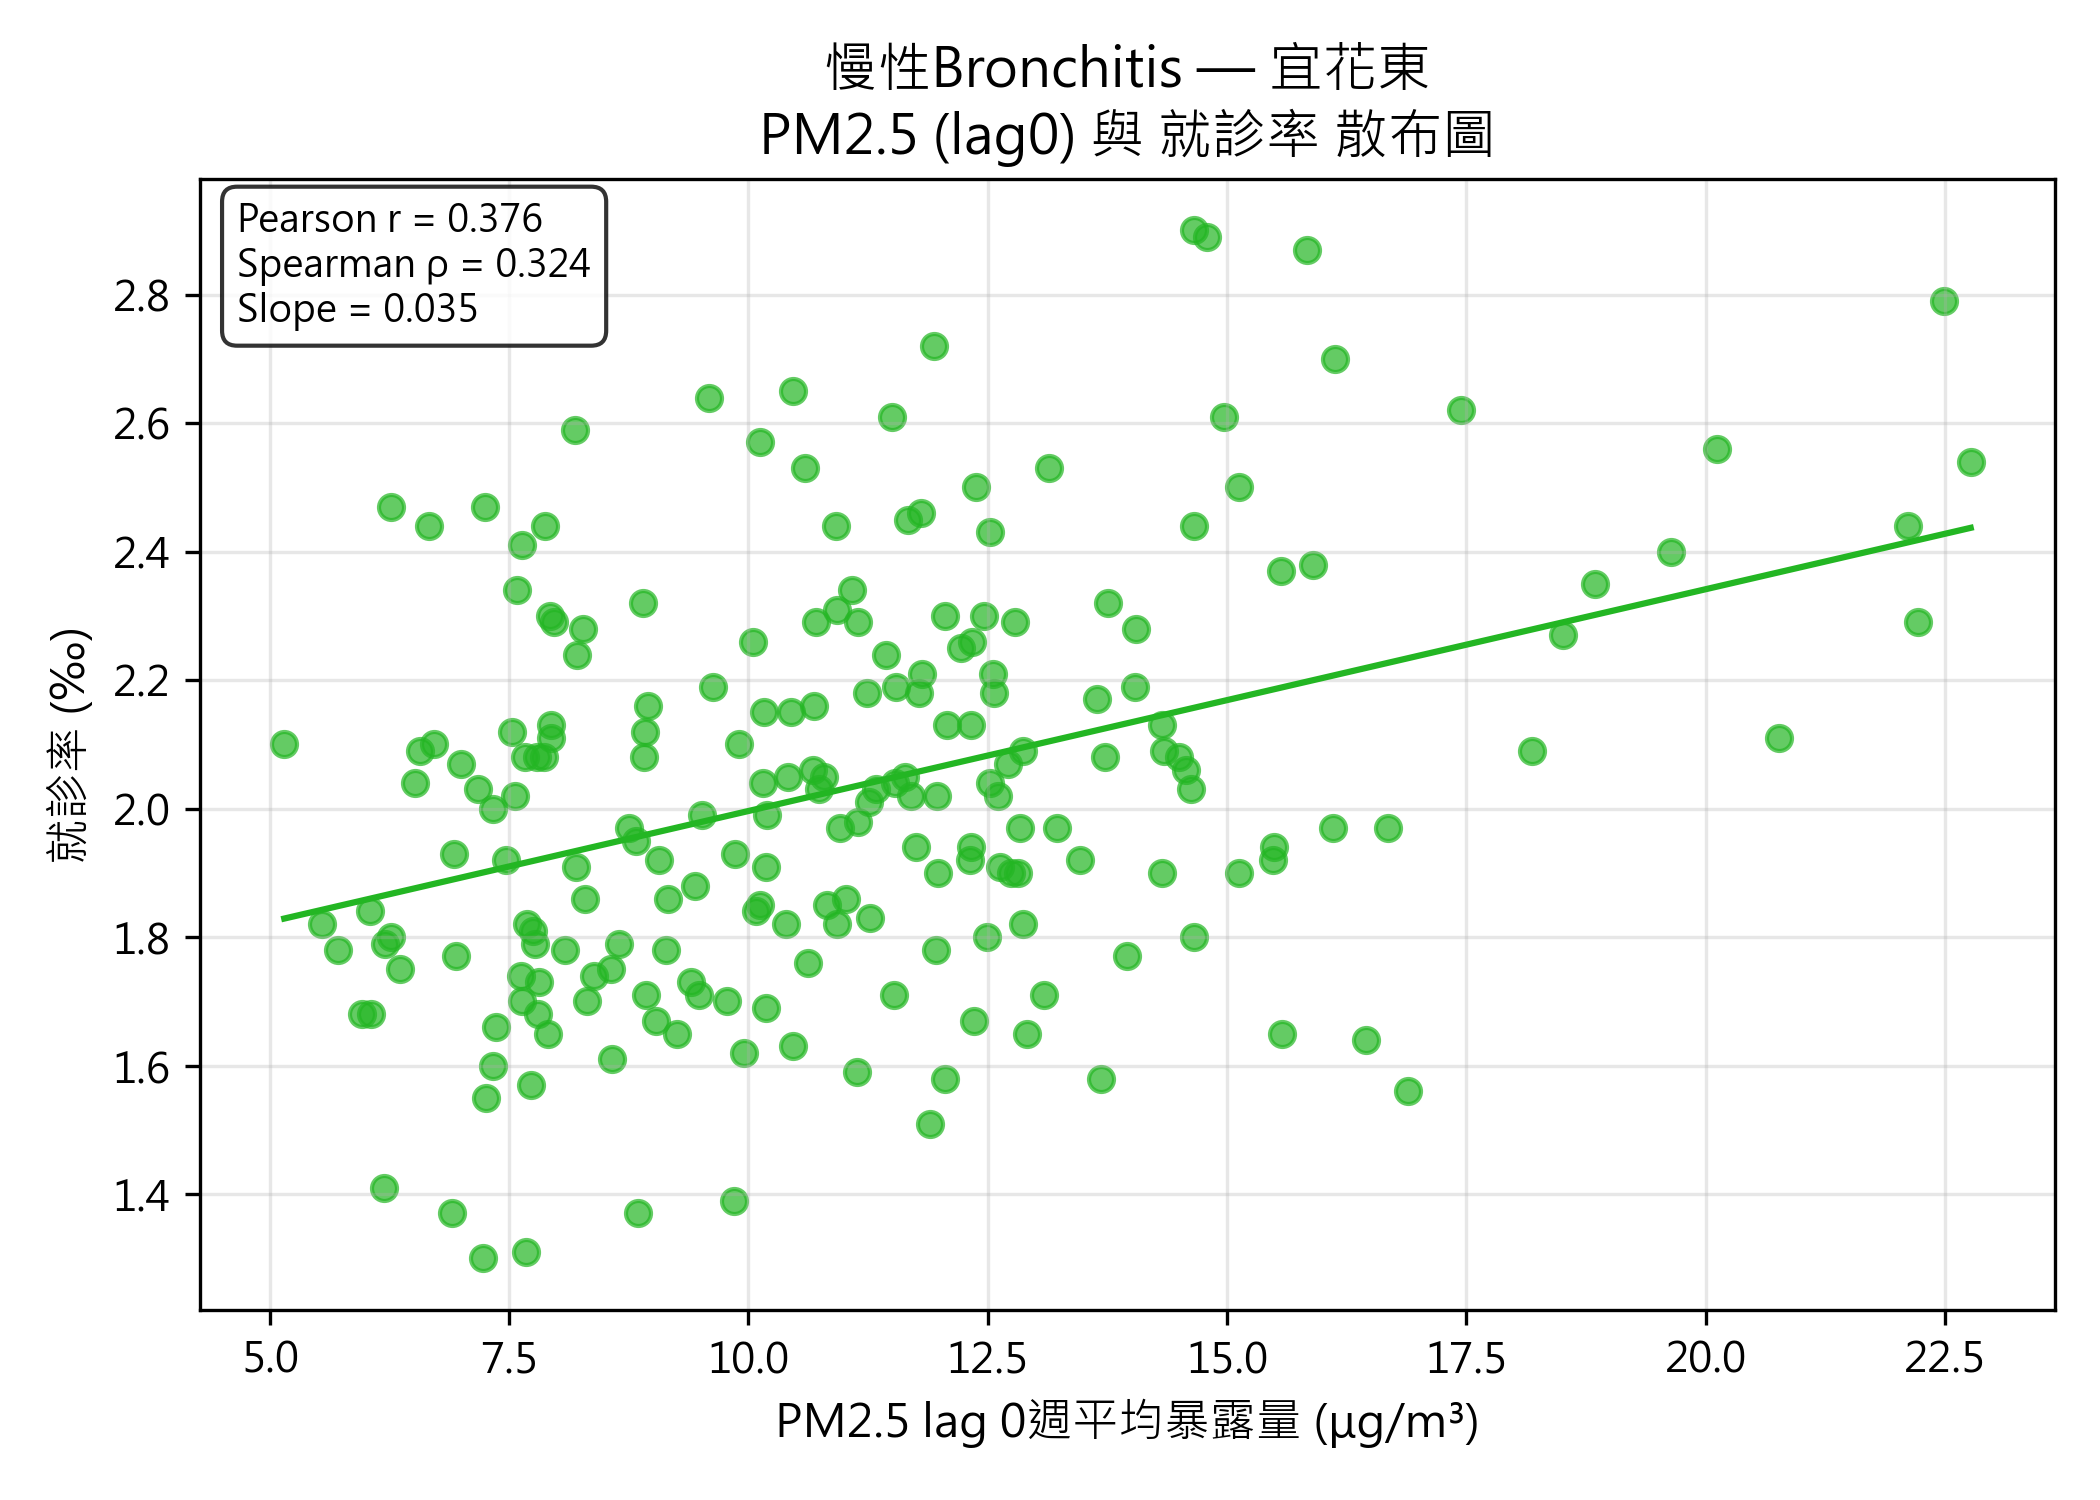 慢性Bronchitis — 宜花東
PM2.5 (lag0) 與 就診率 散布圖
Pearson r = 0.376
Spearman ρ = 0.324
Slope = 0.035
就診率 (‰)
2.8
2.6
2.4
2.2
2.0
1.8
1.6
1.4
5.0 7.5 10.0 12.5 15.0 17.5 20.0 22.5
PM2.5 lag 0週平均暴露量 (μg/m³)